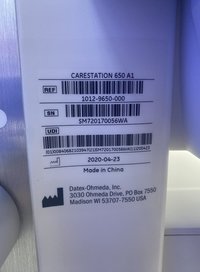 CARESTATION 650 A1
REF
1012-9650-000
SN
SM720170056WA
UDI
2020-04-23
Made in China
Datex-Ohmeda, Inc.
3030 Ohmeda Drive, PO Box 7550
Madison WI 53707-7550 USA